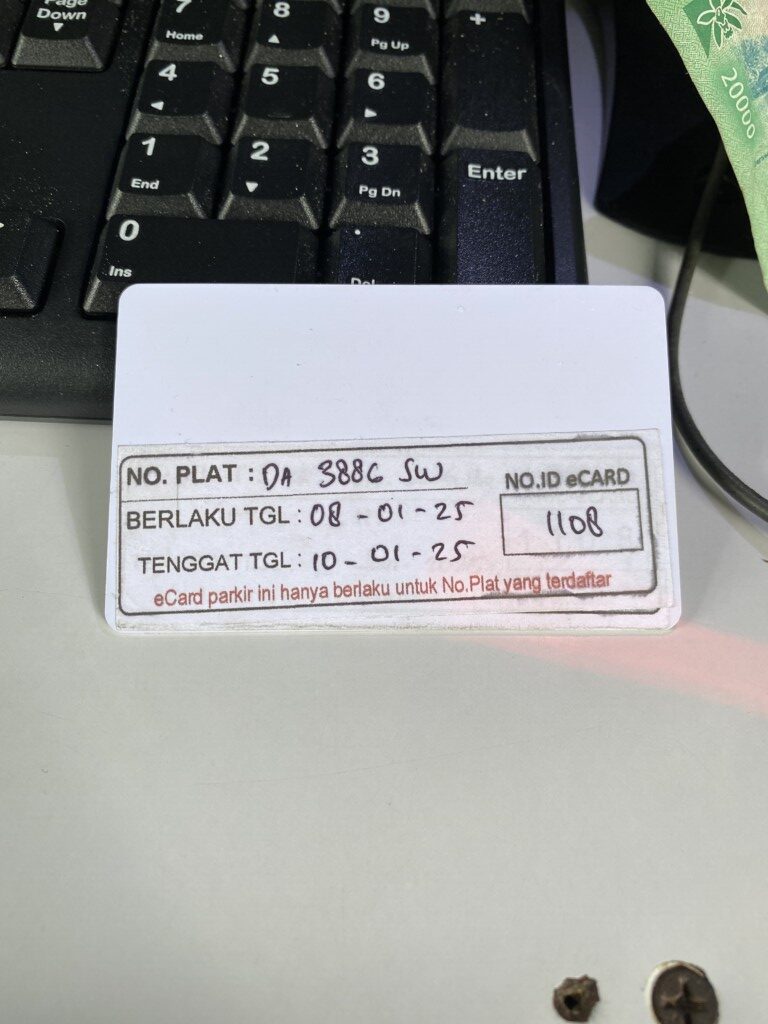 Page
Down
7
Home
8
9
Pg Up
+
4
5
6
1
End
2
3
Pg Dn
Enter
0
Ins
.
Del
20000
NO. PLAT : DA 3886 SW
BERLAKU TGL : 08 - 01 - 25
TENGGAT TGL : 10 - 01 - 25
NO.ID eCARD
1108
eCard parkir ini hanya berlaku untuk No.Plat yang terdaftar